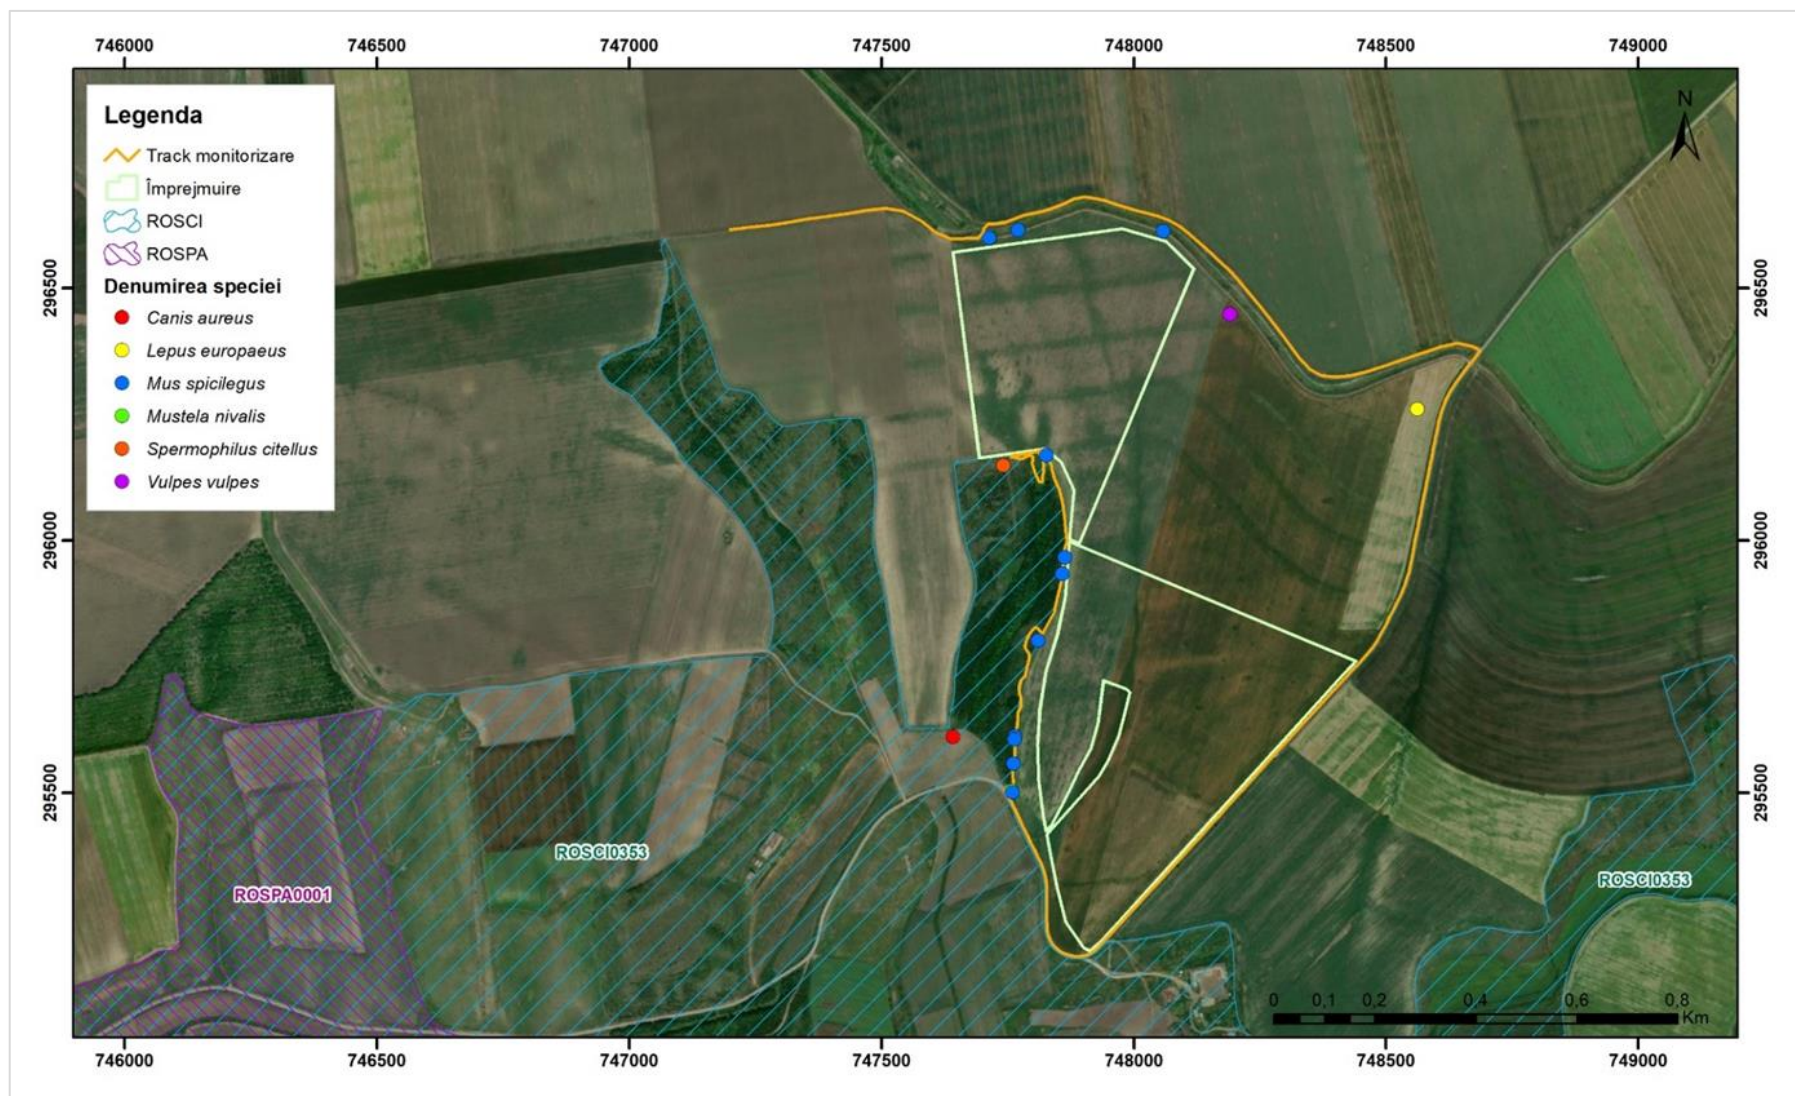 746000 746500 747000 747500 748000 748500 749000
N
Legenda
Track monitorizare
Împrejmuire
ROSCI
ROSPA
Denumirea speciei
Canis aureus
Lepus europaeus
Mus spicilegus
Mustela nivalis
Spermophilus citellus
Vulpes vulpes
296500 296500
296000 296000
295500 295500
ROSCI0353
ROSCI0353
ROSPA0001
0 0,1 0,2 0,4 0,6 0,8
Km
746000 746500 747000 747500 748000 748500 749000